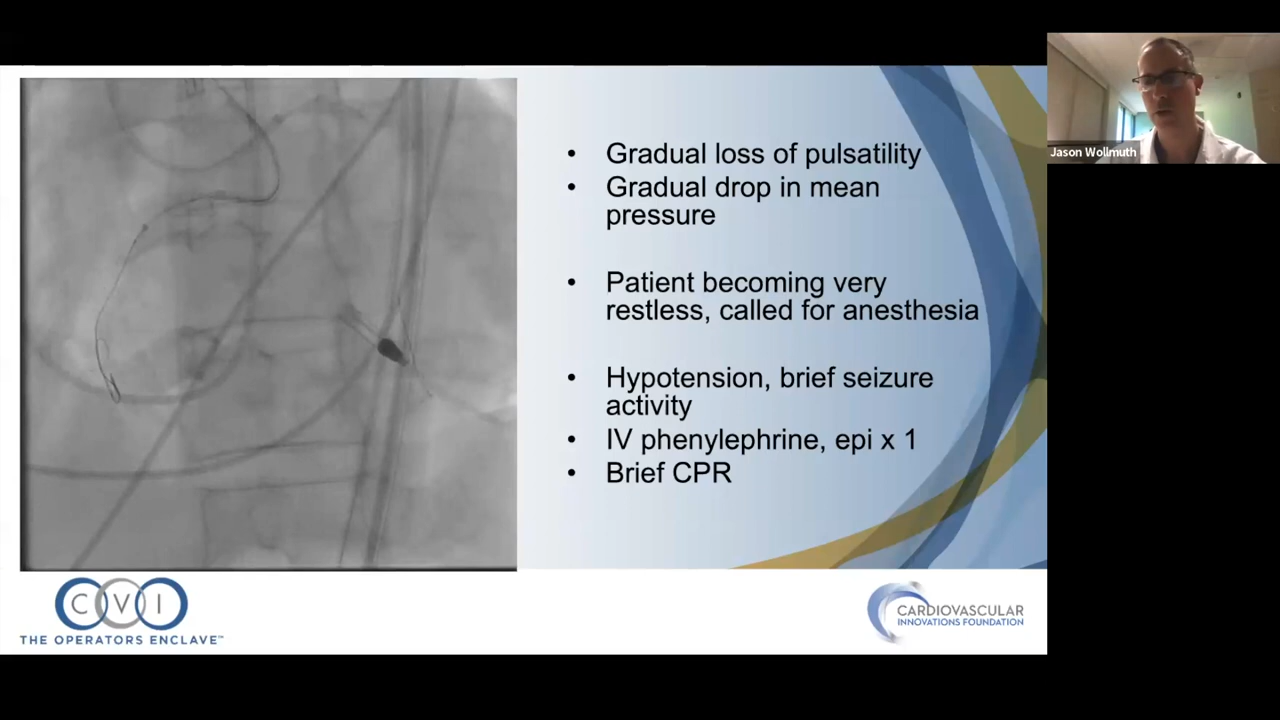 Jason Wollmuth
• Gradual loss of pulsatility
• Gradual drop in mean
pressure
• Patient becoming very
restless, called for anesthesia
• Hypotension, brief seizure
activity
• IV phenylephrine, epi x 1
• Brief CPR
CVI
THE OPERATORS ENCLAVE™
CARDIOVASCULAR
INNOVATIONS FOUNDATION